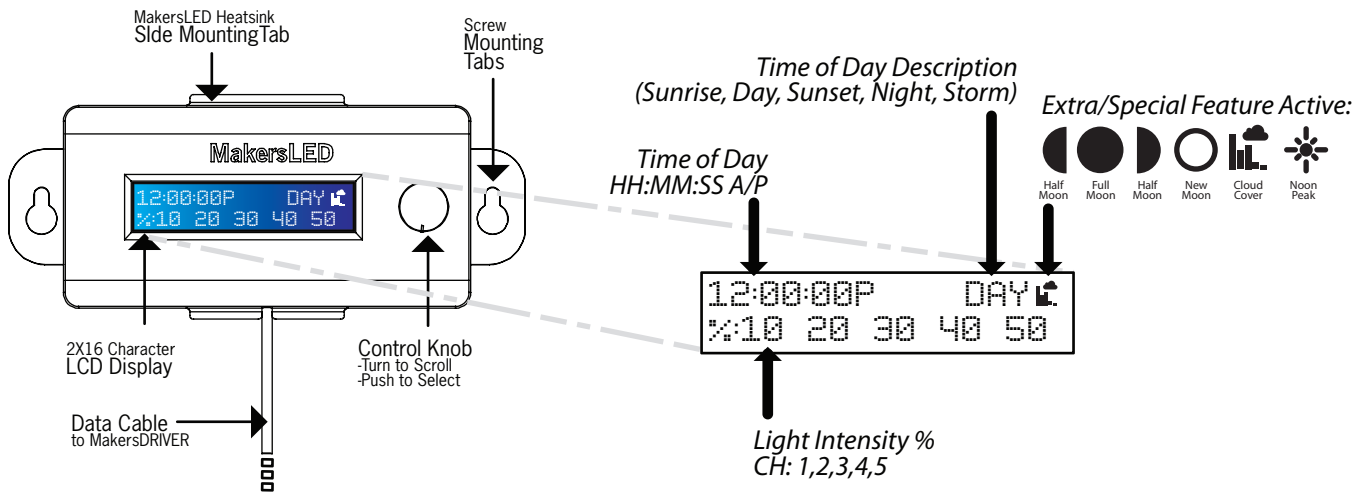 MakersLED Heatsink
SIde MountingTab
Screw
Mounting
Tabs
MakersLED
12:00:00P DAY
%:10 20 30 40 50
2X16 Character
LCD Display
Control Knob
-Turn to Scroll
-Push to Select
Data Cable
to MakersDRIVER
Time of Day Description
(Sunrise, Day, Sunset, Night, Storm)
Extra/Special Feature Active:
Half
Moon
Full
Moon
Half
Moon
New
Moon
Cloud
Cover
Noon
Peak
Time of Day
HH:MM:SS A/P
12:00:00P DAY
%:10 20 30 40 50
Light Intensity %
CH: 1,2,3,4,5